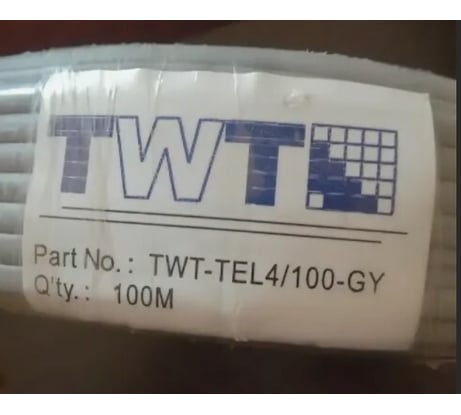 TWT
Part No.: TWT-TEL4/100-GY
Q'ty.: 100M